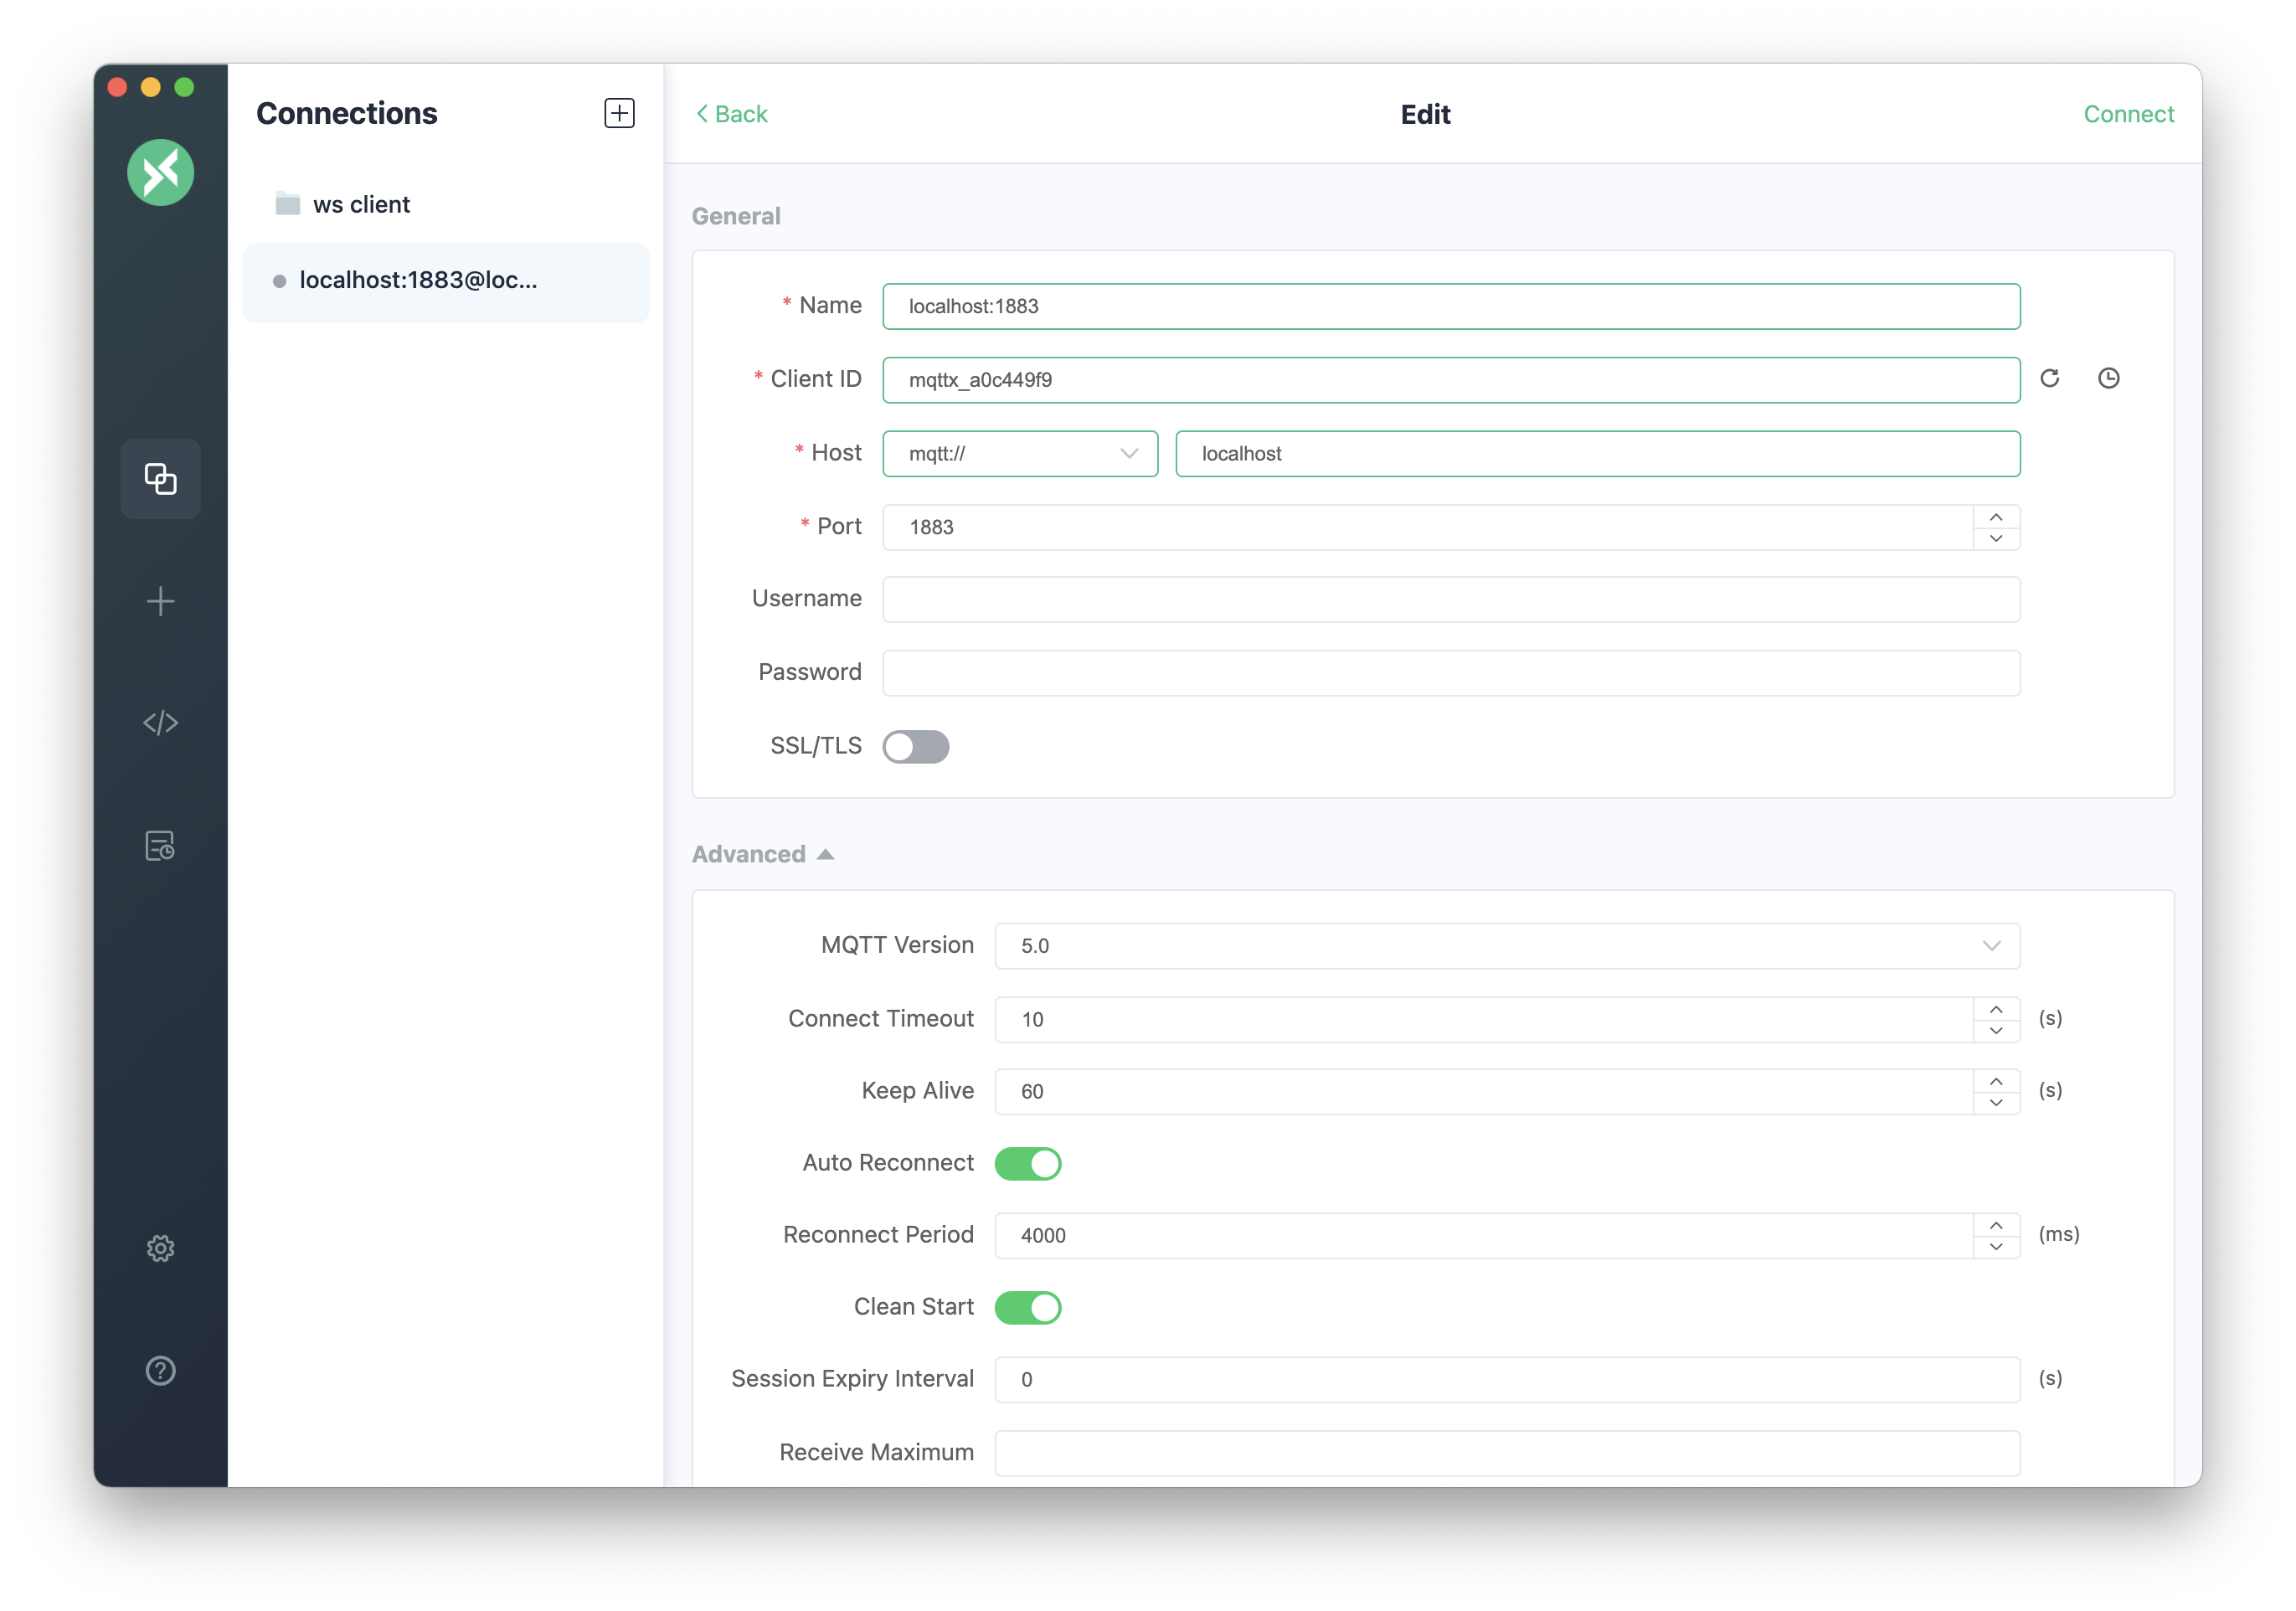 Connections
ws client
localhost:1883@loc...
Back
Edit
Connect
General
* Name
localhost:1883
* Client ID
mqttx_a0c449f9
* Host
mqtt://
localhost
* Port
1883
Username
Password
SSL/TLS
Advanced
MQTT Version
5.0
Connect Timeout
10
(s)
Keep Alive
60
(s)
Auto Reconnect
Reconnect Period
4000
(ms)
Clean Start
Session Expiry Interval
0
(s)
Receive Maximum